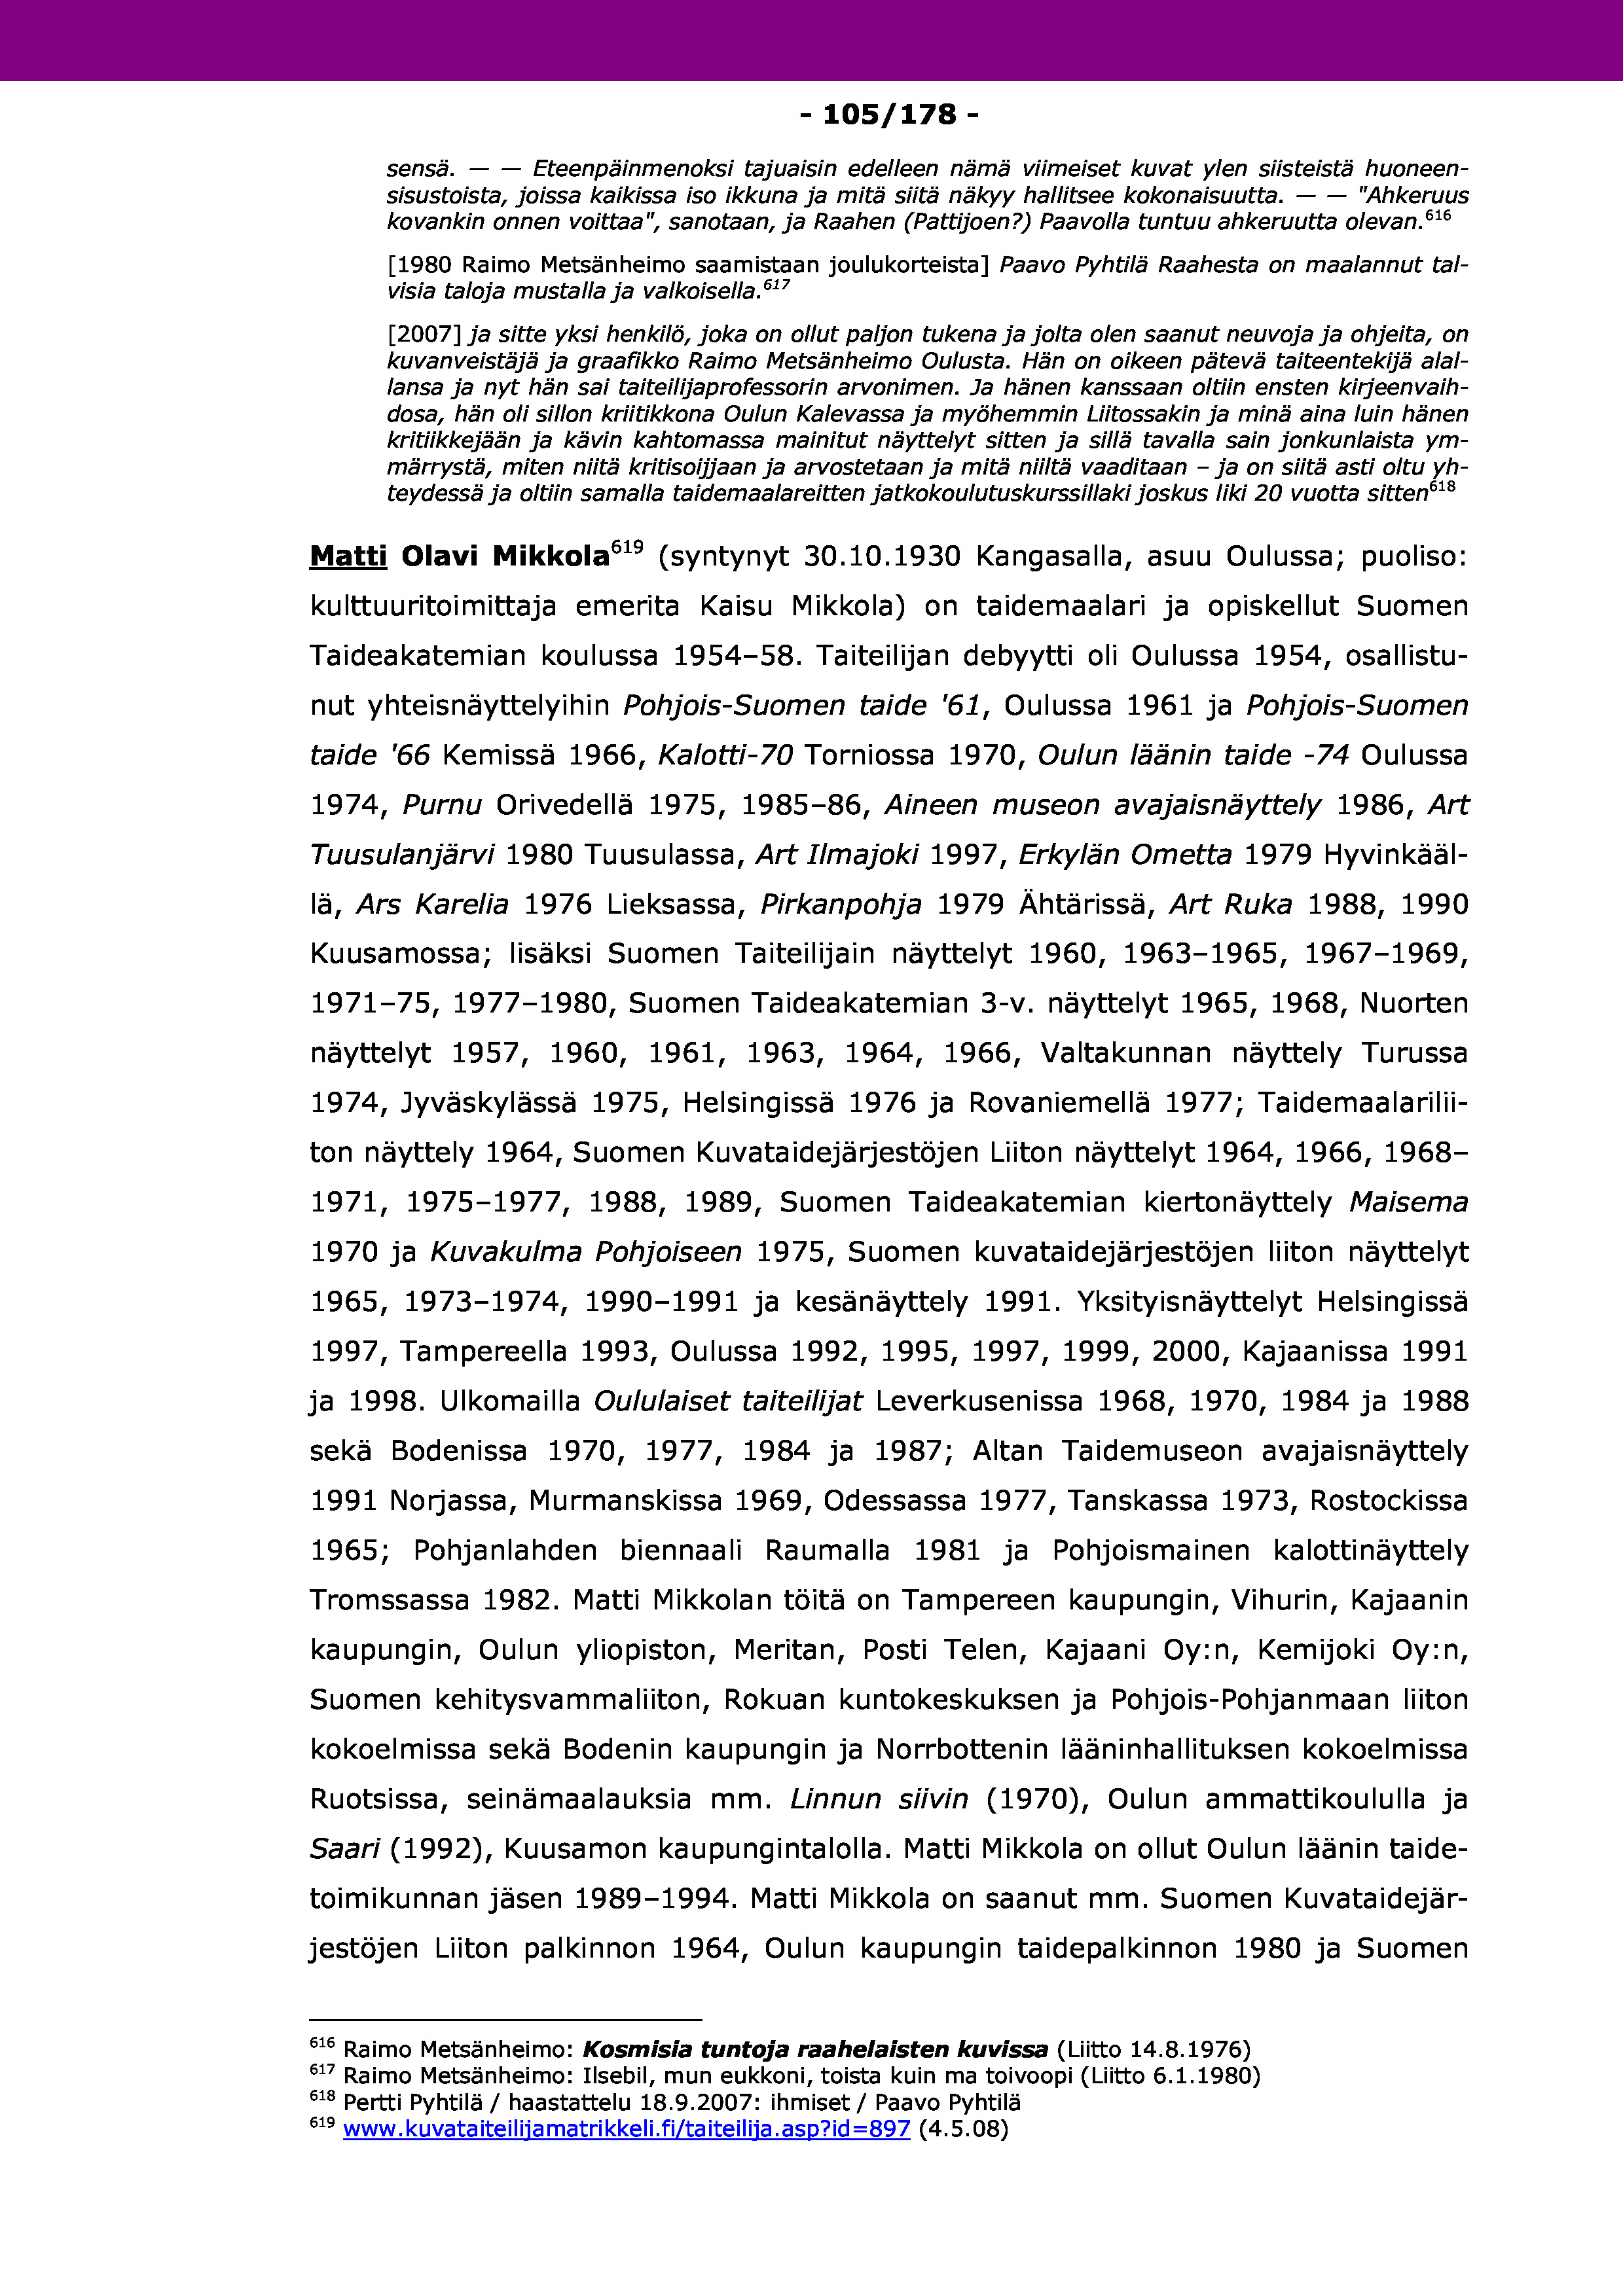 - 105/178 -
sensä. — — Eteenpäinmenoksi tajuaisin edelleen nämä viimeiset kuvat ylen siisteistä huoneen-
sisustoista, joissa kaikissa iso ikkuna ja mitä siitä näkyy hallitsee kokonaisuutta. — — "Ahkeruus
kovankin onnen voittaa", sanotaan, ja Raahen (Pattijoen?) Paavolla tuntuu ahkeruutta olevan.616
[1980 Raimo Metsänheimo saamistaan joulukorteista] Paavo Pyhtilä Raahesta on maalannut tal-
visia taloja mustalla ja valkoisella.617
[2007] ja sitte yksi henkilö, joka on ollut paljon tukena ja jolta olen saanut neuvoja ja ohjeita, on
kuvanveistäjä ja graafikko Raimo Metsänheimo Oulusta. Hän on oikeen pätevä taiteentekijä alal-
lansa ja nyt hän sai taiteilijaprofessorin arvonimen. Ja hänen kanssaan oltiin ensten kirjeenvaih-
dosa, hän oli sillon kriitikkona Oulun Kalevassa ja myöhemmin Liitossakin ja minä aina luin hänen
kritiikkejään ja kävin kahtomassa mainitut näyttelyt sitten ja sillä tavalla sain jonkunlaista ym-
märrystä, miten niitä kritisoijjaan ja arvostetaan ja mitä niiltä vaaditaan – ja on siitä asti oltu yh-
teydessä ja oltiin samalla taidemaalareitten jatkokoulutuskurssillaki joskus liki 20 vuotta sitten618
Matti Olavi Mikkola619 (syntynyt 30.10.1930 Kangasalla, asuu Oulussa; puoliso:
kulttuuritoimittaja emerita Kaisu Mikkola) on taidemaalari ja opiskellut Suomen
Taideakatemian koulussa 1954–58. Taiteilijan debyytti oli Oulussa 1954, osallistu-
nut yhteisnäyttelyihin Pohjois-Suomen taide '61, Oulussa 1961 ja Pohjois-Suomen
taide '66 Kemissä 1966, Kalotti-70 Torniossa 1970, Oulun läänin taide -74 Oulussa
1974, Purnu Orivedellä 1975, 1985–86, Aineen museon avajaisnäyttely 1986, Art
Tuusulanjärvi 1980 Tuusulassa, Art Ilmajoki 1997, Erkylän Ometta 1979 Hyvinkääl-
lä, Ars Karelia 1976 Lieksassa, Pirkanpohja 1979 Ähtärissä, Art Ruka 1988, 1990
Kuusamossa; lisäksi Suomen Taiteilijain näyttelyt 1960, 1963–1965, 1967–1969,
1971–75, 1977–1980, Suomen Taideakatemian 3-v. näyttelyt 1965, 1968, Nuorten
näyttelyt 1957, 1960, 1961, 1963, 1964, 1966, Valtakunnan näyttely Turussa
1974, Jyväskylässä 1975, Helsingissä 1976 ja Rovaniemellä 1977; Taidemaalarilii-
ton näyttely 1964, Suomen Kuvataidejärjestöjen Liiton näyttelyt 1964, 1966, 1968–
1971, 1975–1977, 1988, 1989, Suomen Taideakatemian kiertonäyttely Maisema
1970 ja Kuvakulma Pohjoiseen 1975, Suomen kuvataidejärjestöjen liiton näyttelyt
1965, 1973–1974, 1990–1991 ja kesänäyttely 1991. Yksityisnäyttelyt Helsingissä
1997, Tampereella 1993, Oulussa 1992, 1995, 1997, 1999, 2000, Kajaanissa 1991
ja 1998. Ulkomailla Oululaiset taiteilijat Leverkusenissa 1968, 1970, 1984 ja 1988
sekä Bodenissa 1970, 1977, 1984 ja 1987; Altan Taidemuseon avajaisnäyttely
1991 Norjassa, Murmanskissa 1969, Odessassa 1977, Tanskassa 1973, Rostockissa
1965; Pohjanlahden biennaali Raumalla 1981 ja Pohjoismainen kalottinäyttely
Tromssassa 1982. Matti Mikkolan töitä on Tampereen kaupungin, Vihurin, Kajaanin
kaupungin, Oulun yliopiston, Meritan, Posti Telen, Kajaani Oy:n, Kemijoki Oy:n,
Suomen kehitysvammaliiton, Rokuan kuntokeskuksen ja Pohjois-Pohjanmaan liiton
kokoelmissa sekä Bodenin kaupungin ja Norrbottenin lääninhallituksen kokoelmissa
Ruotsissa, seinämaalauksia mm. Linnun siivin (1970), Oulun ammattikoululla ja
Saari (1992), Kuusamon kaupungintalolla. Matti Mikkola on ollut Oulun läänin taide-
toimikunnan jäsen 1989–1994. Matti Mikkola on saanut mm. Suomen Kuvataidejär-
jestöjen Liiton palkinnon 1964, Oulun kaupungin taidepalkinnon 1980 ja Suomen
616 Raimo Metsänheimo: Kosmisia tuntoja raahelaisten kuvissa (Liitto 14.8.1976)
617 Raimo Metsänheimo: Ilsebil, mun eukkoni, toista kuin ma toivoopi (Liitto 6.1.1980)
618 Pertti Pyhtilä / haastattelu 18.9.2007: ihmiset / Paavo Pyhtilä
619 www.kuvataiteilijamatrikkeli.fi/taiteilija.asp?id=897 (4.5.08)